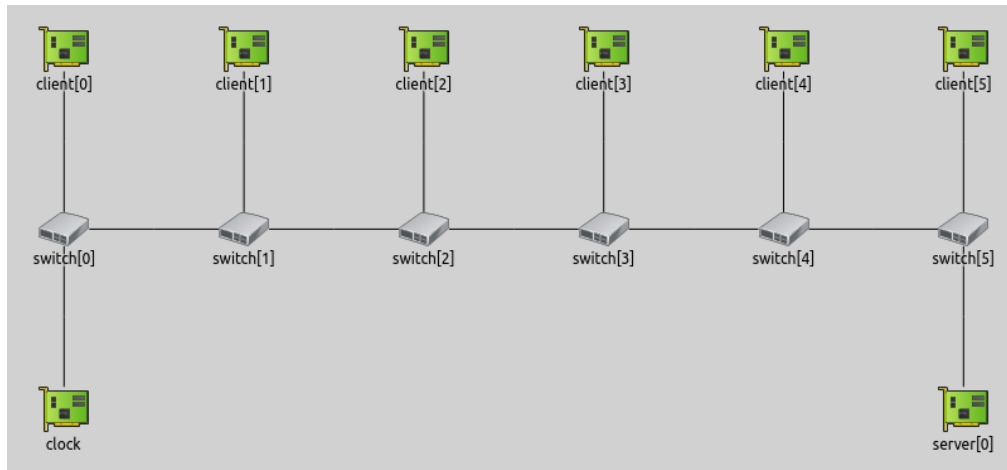 client[0] client[1] client[2] client[3] client[4] client[5]
switch[0] switch[1] switch[2] switch[3] switch[4] switch[5]
clock server[0]